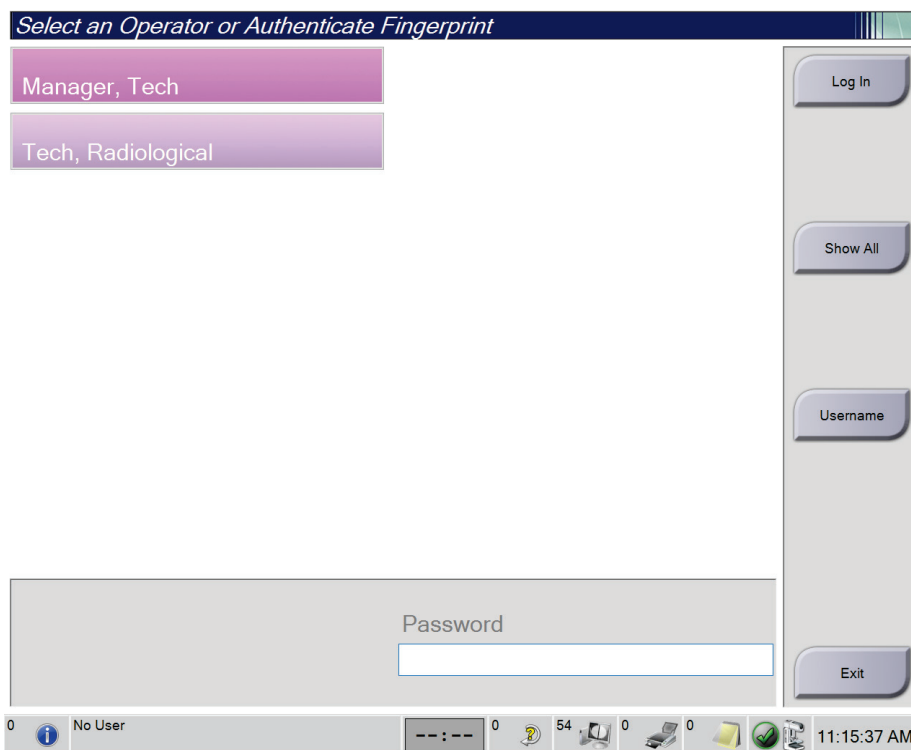 Select an Operator or Authenticate Fingerprint
Manager, Tech
Log In
Tech, Radiological
Show All
Username
Password
Exit
0 No User --:-- 0 54 0 0 11:15:37 AM